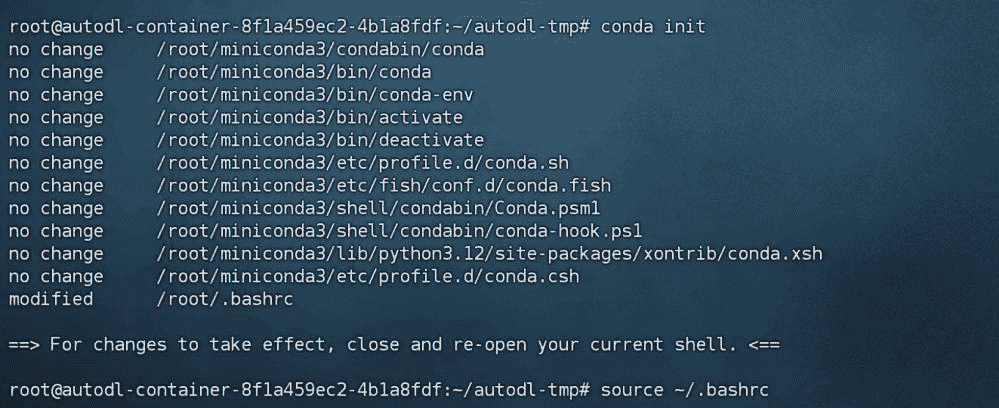 root@autodl-container-8f1a459ec2-4b1a8fdf:~/autodl-tmp# conda init
no change     /root/miniconda3/condabin/conda
no change     /root/miniconda3/bin/conda
no change     /root/miniconda3/bin/conda-env
no change     /root/miniconda3/bin/activate
no change     /root/miniconda3/bin/deactivate
no change     /root/miniconda3/etc/profile.d/conda.sh
no change     /root/miniconda3/etc/fish/conf.d/conda.fish
no change     /root/miniconda3/shell/condabin/Conda.psm1
no change     /root/miniconda3/shell/condabin/conda-hook.ps1
no change     /root/miniconda3/lib/python3.12/site-packages/xontrib/conda.xsh
no change     /root/miniconda3/etc/profile.d/conda.csh
modified      /root/.bashrc
==> For changes to take effect, close and re-open your current shell. <==
root@autodl-container-8f1a459ec2-4b1a8fdf:~/autodl-tmp# source ~/.bashrc